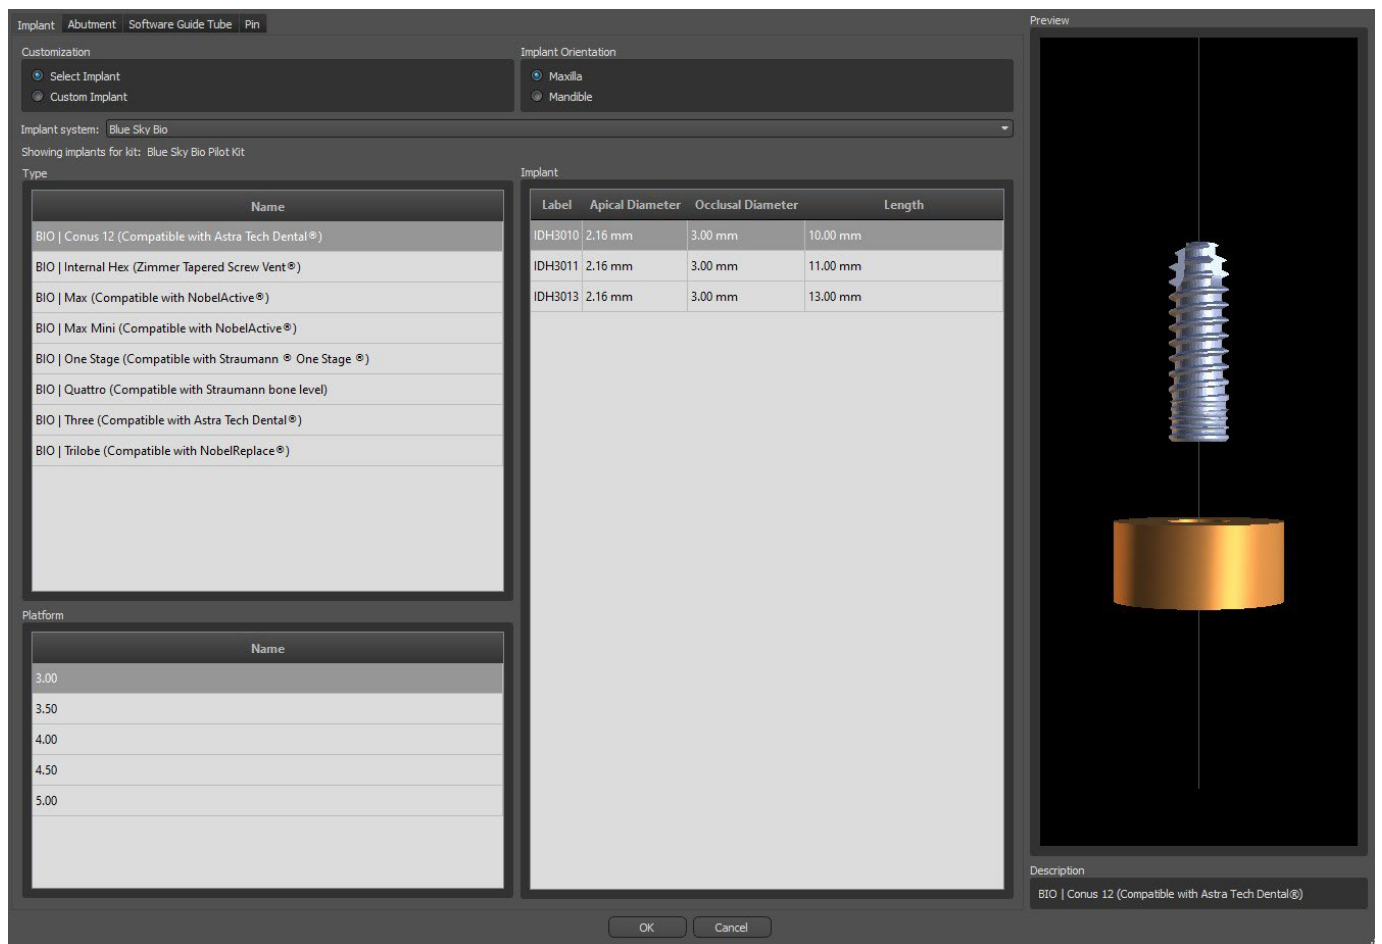 Implant Abutment Software Guide Tube Pin
Customization
Select Implant
Custom Implant
Implant Orientation
Maxilla
Mandible
Implant system: Blue Sky Bio
Showing implants for kit: Blue Sky Bio Pilot Kit
Type
Name
BIO | Conus 12 (Compatible with Astra Tech Dental®)
BIO | Internal Hex (Zimmer Tapered Screw Vent®)
BIO | Max (Compatible with NobelActive®)
BIO | Max Mini (Compatible with NobelActive®)
BIO | One Stage (Compatible with Straumann ® One Stage ®)
BIO | Quattro (Compatible with Straumann bone level)
BIO | Three (Compatible with Astra Tech Dental®)
BIO | Trilobe (Compatible with NobelReplace®)
Platform
Name
3.00
3.50
4.00
4.50
5.00
Implant
Label Apical Diameter Occlusal Diameter Length
IDH3010 2.16 mm 3.00 mm 10.00 mm
IDH3011 2.16 mm 3.00 mm 11.00 mm
IDH3013 2.16 mm 3.00 mm 13.00 mm
Preview
Description
BIO | Conus 12 (Compatible with Astra Tech Dental®)
OK Cancel